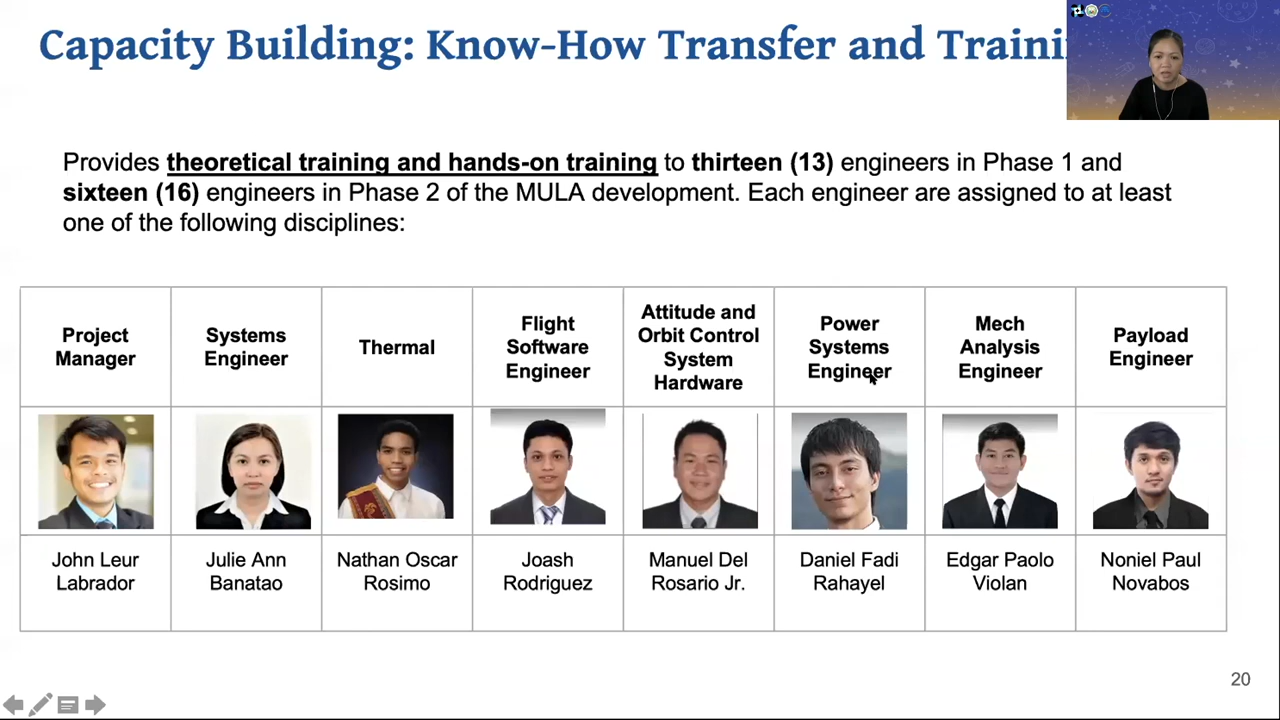 Capacity Building: Know-How Transfer and Traini
Provides theoretical training and hands-on training to thirteen (13) engineers in Phase 1 and
sixteen (16) engineers in Phase 2 of the MULA development. Each engineer are assigned to at least
one of the following disciplines:
Project
Manager
Systems
Engineer
Thermal
Flight
Software
Engineer
Attitude and
Orbit Control
System
Hardware
Power
Systems
Engineer
Mech
Analysis
Engineer
Payload
Engineer
John Leur
Labrador
Julie Ann
Banatao
Nathan Oscar
Rosimo
Joash
Rodriguez
Manuel Del
Rosario Jr.
Daniel Fadi
Rahayel
Edgar Paolo
Violan
Noniel Paul
Novabos
20